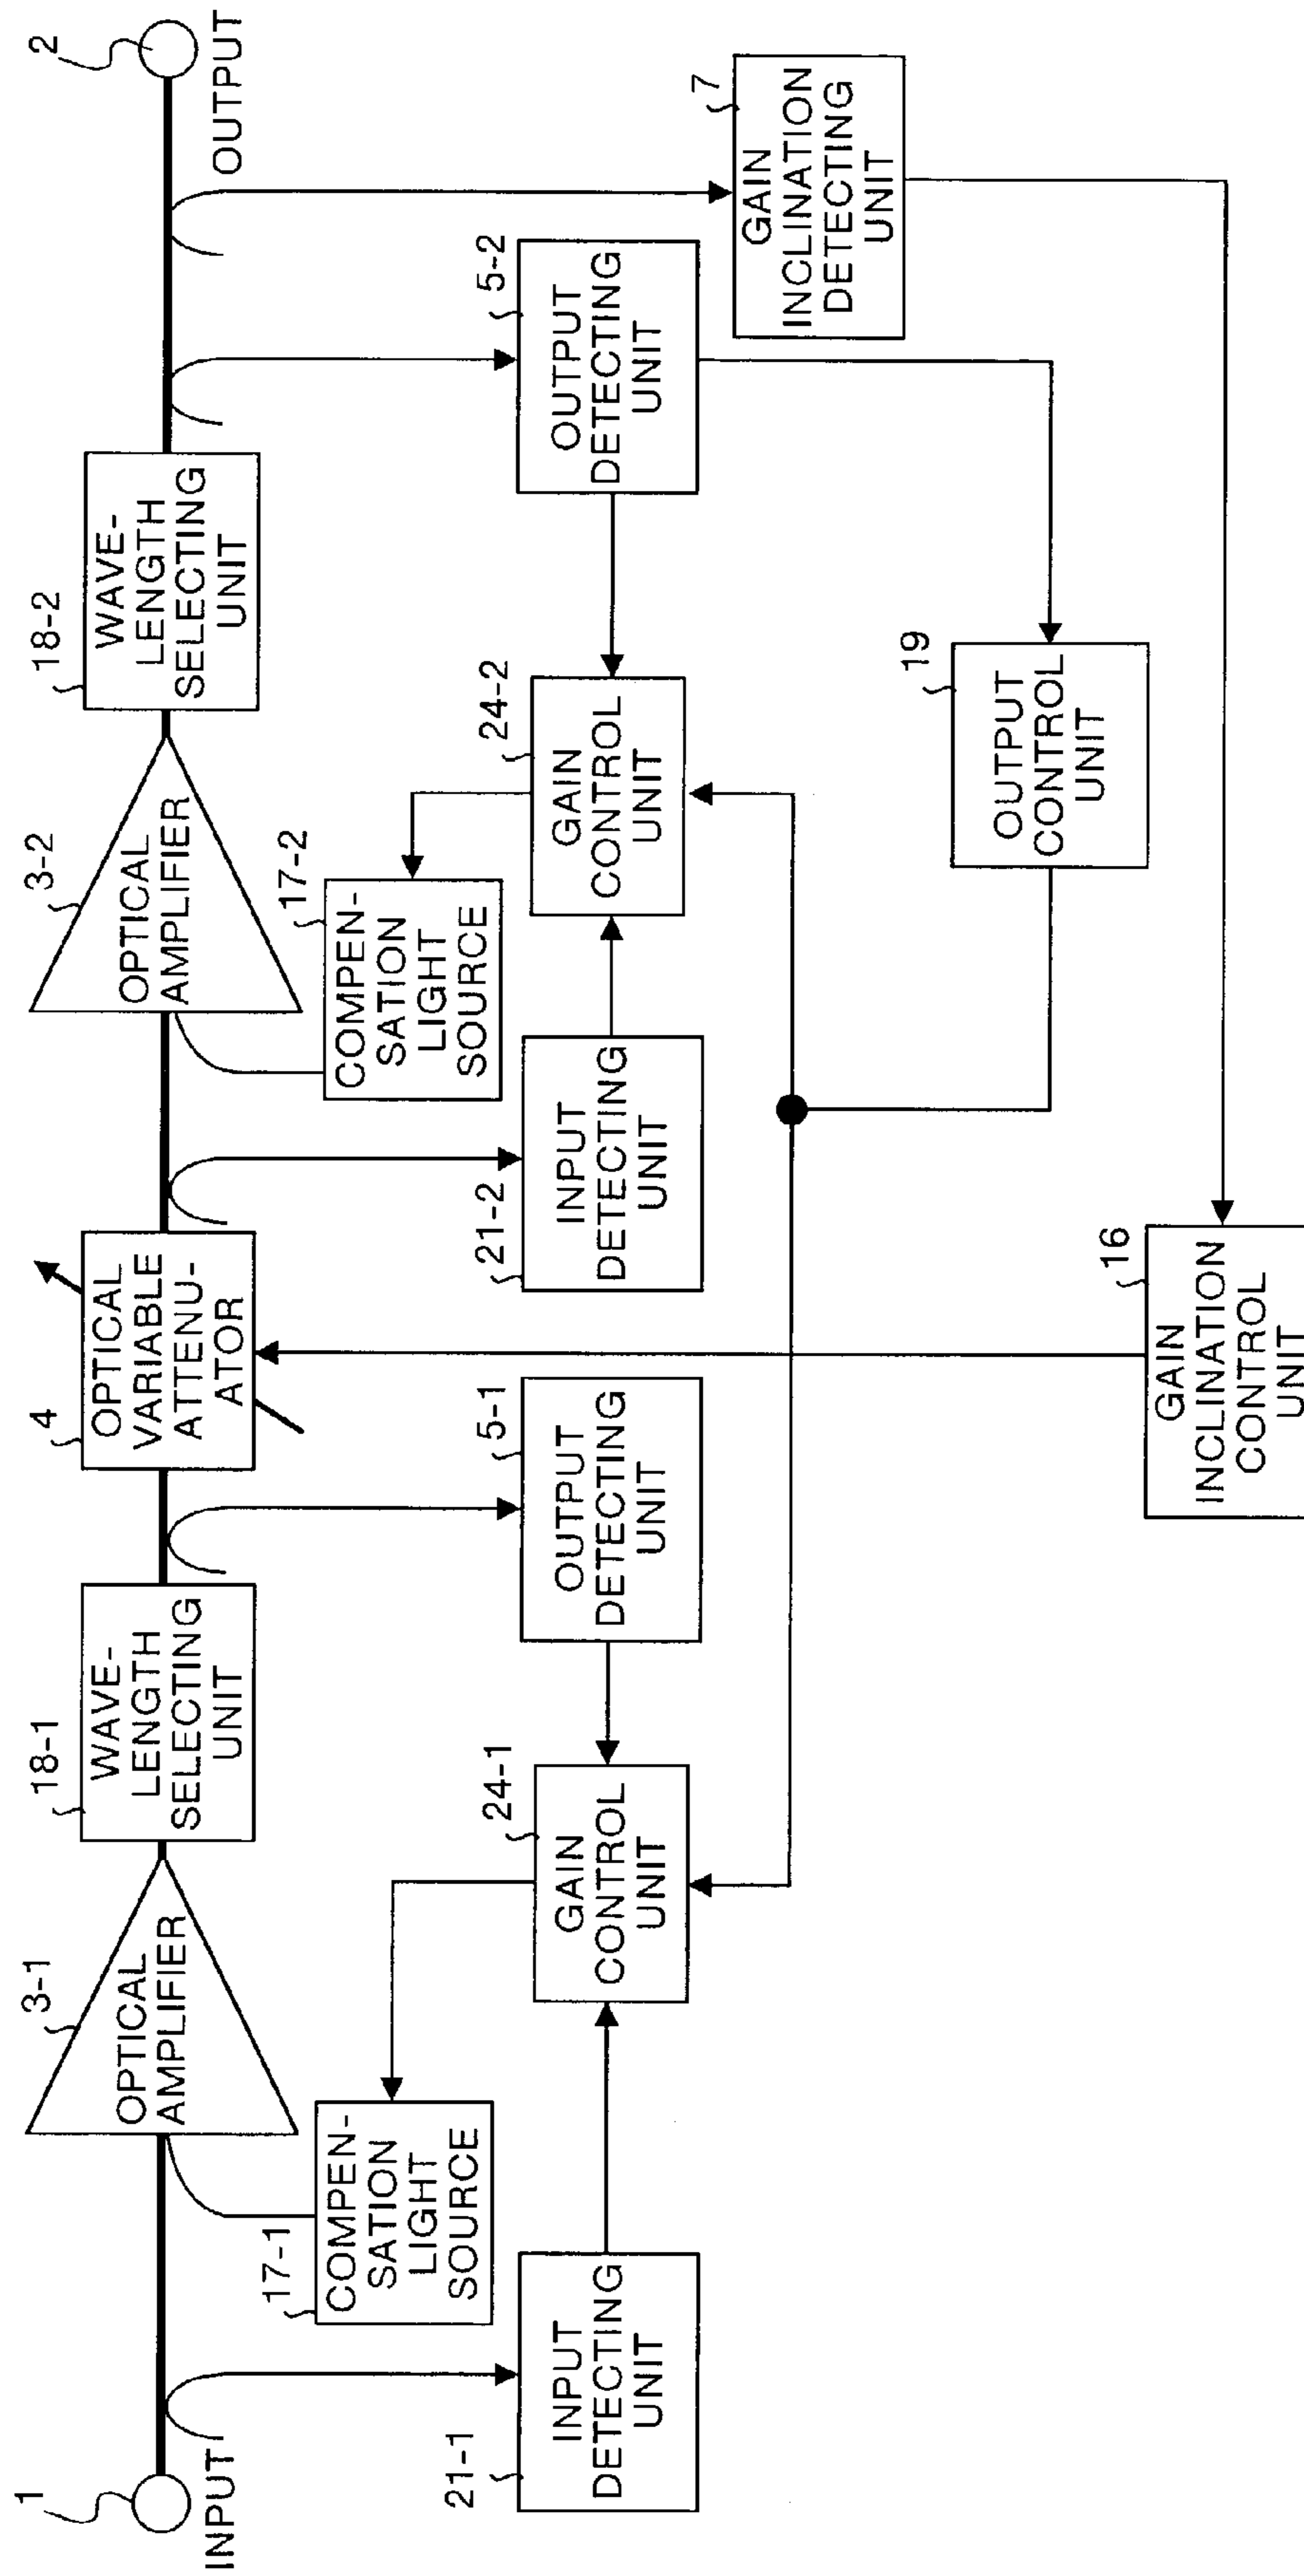 1
INPUT
3-1
OPTICAL
AMPLIFIER
18-1
WAVE-
LENGTH
SELECTING
UNIT
4
OPTICAL
VARIABLE
ATTENU-
ATOR
3-2
OPTICAL
AMPLIFIER
18-2
WAVE-
LENGTH
SELECTING
UNIT
2
OUTPUT
17-1
COMPEN-
SATION
LIGHT
SOURCE
17-2
COMPEN-
SATION
LIGHT
SOURCE
21-1
INPUT
DETECTING
UNIT
24-1
GAIN
CONTROL
UNIT
5-1
OUTPUT
DETECTING
UNIT
21-2
INPUT
DETECTING
UNIT
24-2
GAIN
CONTROL
UNIT
5-2
OUTPUT
DETECTING
UNIT
7
GAIN
INCLINATION
DETECTING
UNIT
19
OUTPUT
CONTROL
UNIT
16
GAIN
INCLINATION
CONTROL
UNIT